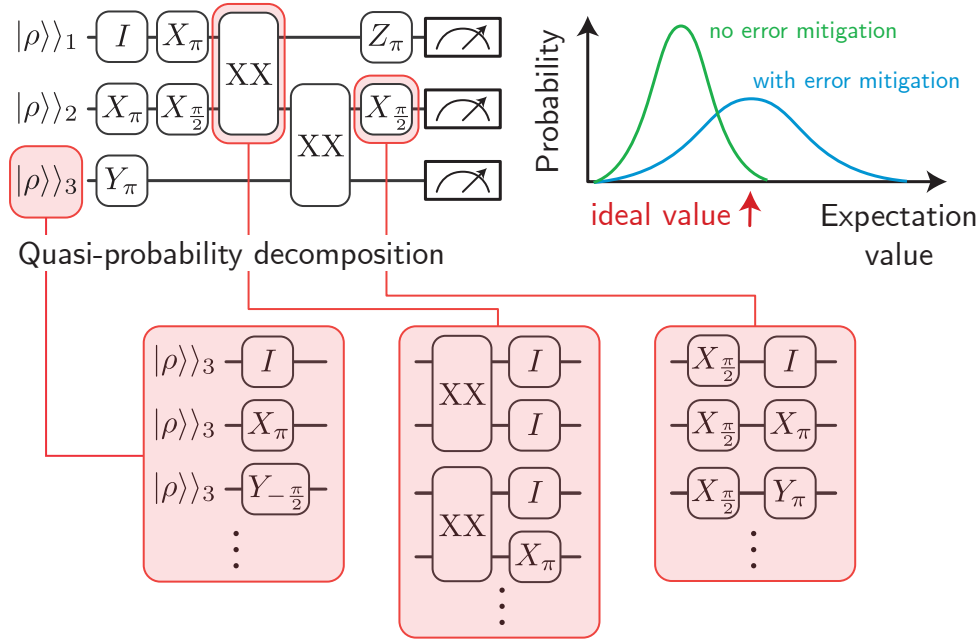 |ρ⟩⟩₁ I X_π XX Z_π
|ρ⟩⟩₂ X_π X_π/2 XX X_π/2
|ρ⟩⟩₃ Y_π
Probability
no error mitigation
with error mitigation
ideal value
Expectation
value
Quasi-probability decomposition
|ρ⟩⟩₃ I
|ρ⟩⟩₃ X_π
|ρ⟩⟩₃ Y_-π/2
XX I
I
XX I
X_π
X_π/2 I
X_π/2 X_π
X_π/2 Y_π